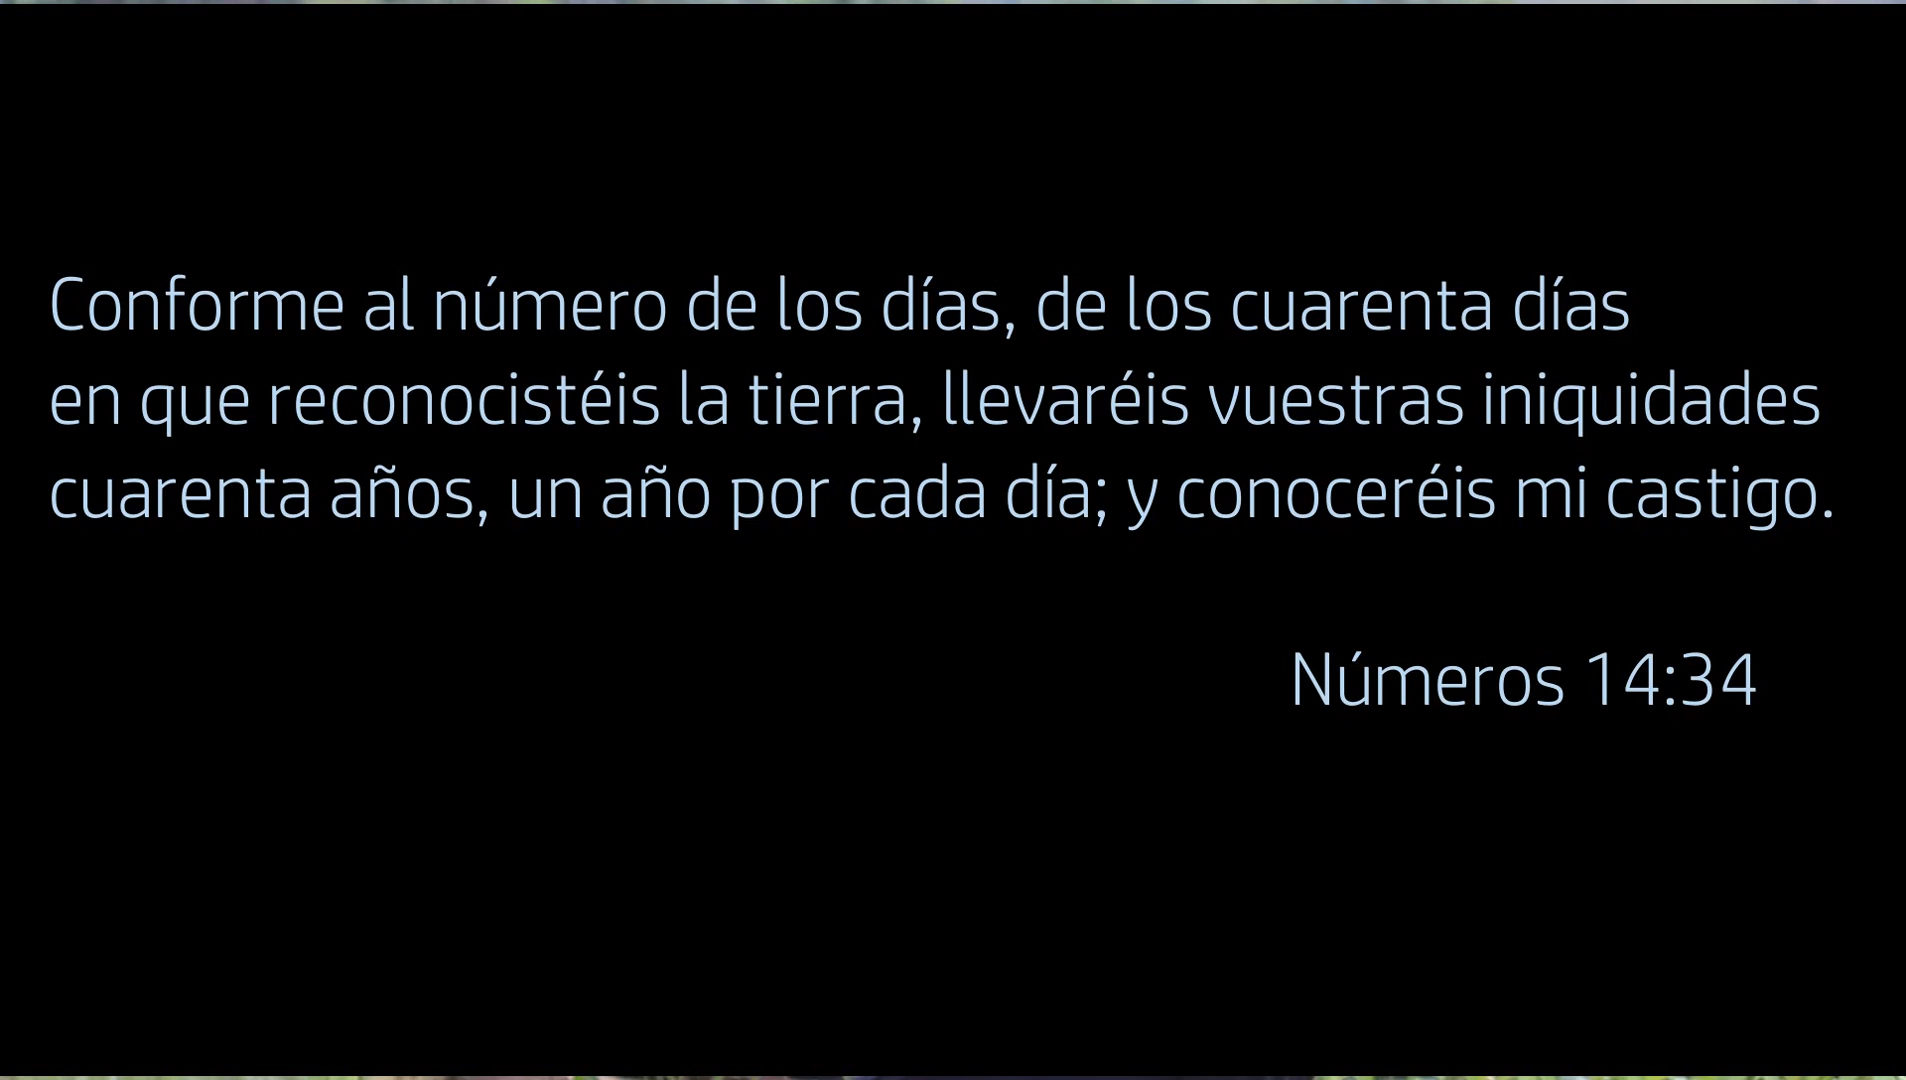 Conforme al número de los días, de los cuarenta días
en que reconocistéis la tierra, llevaréis vuestras iniquidades
cuarenta años, un año por cada día; y conoceréis mi castigo.
Números 14:34